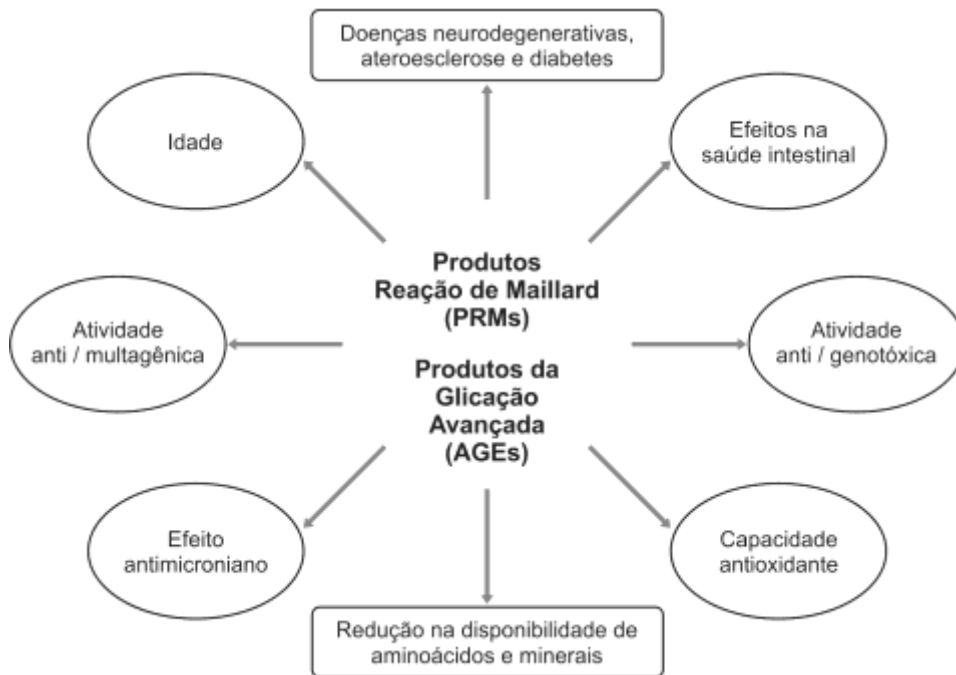 Doenças neurodegenerativas,
ateroesclerose e diabetes
Idade
Efeitos na
saúde intestinal
Produtos
Reação de Maillard
(PRMs)
Atividade
anti / multagênica
Atividade
anti / genotóxica
Produtos da
Glicação
Avançada
(AGEs)
Efeito
antimicroniano
Capacidade
antioxidante
Redução na disponibilidade de
aminoácidos e minerais